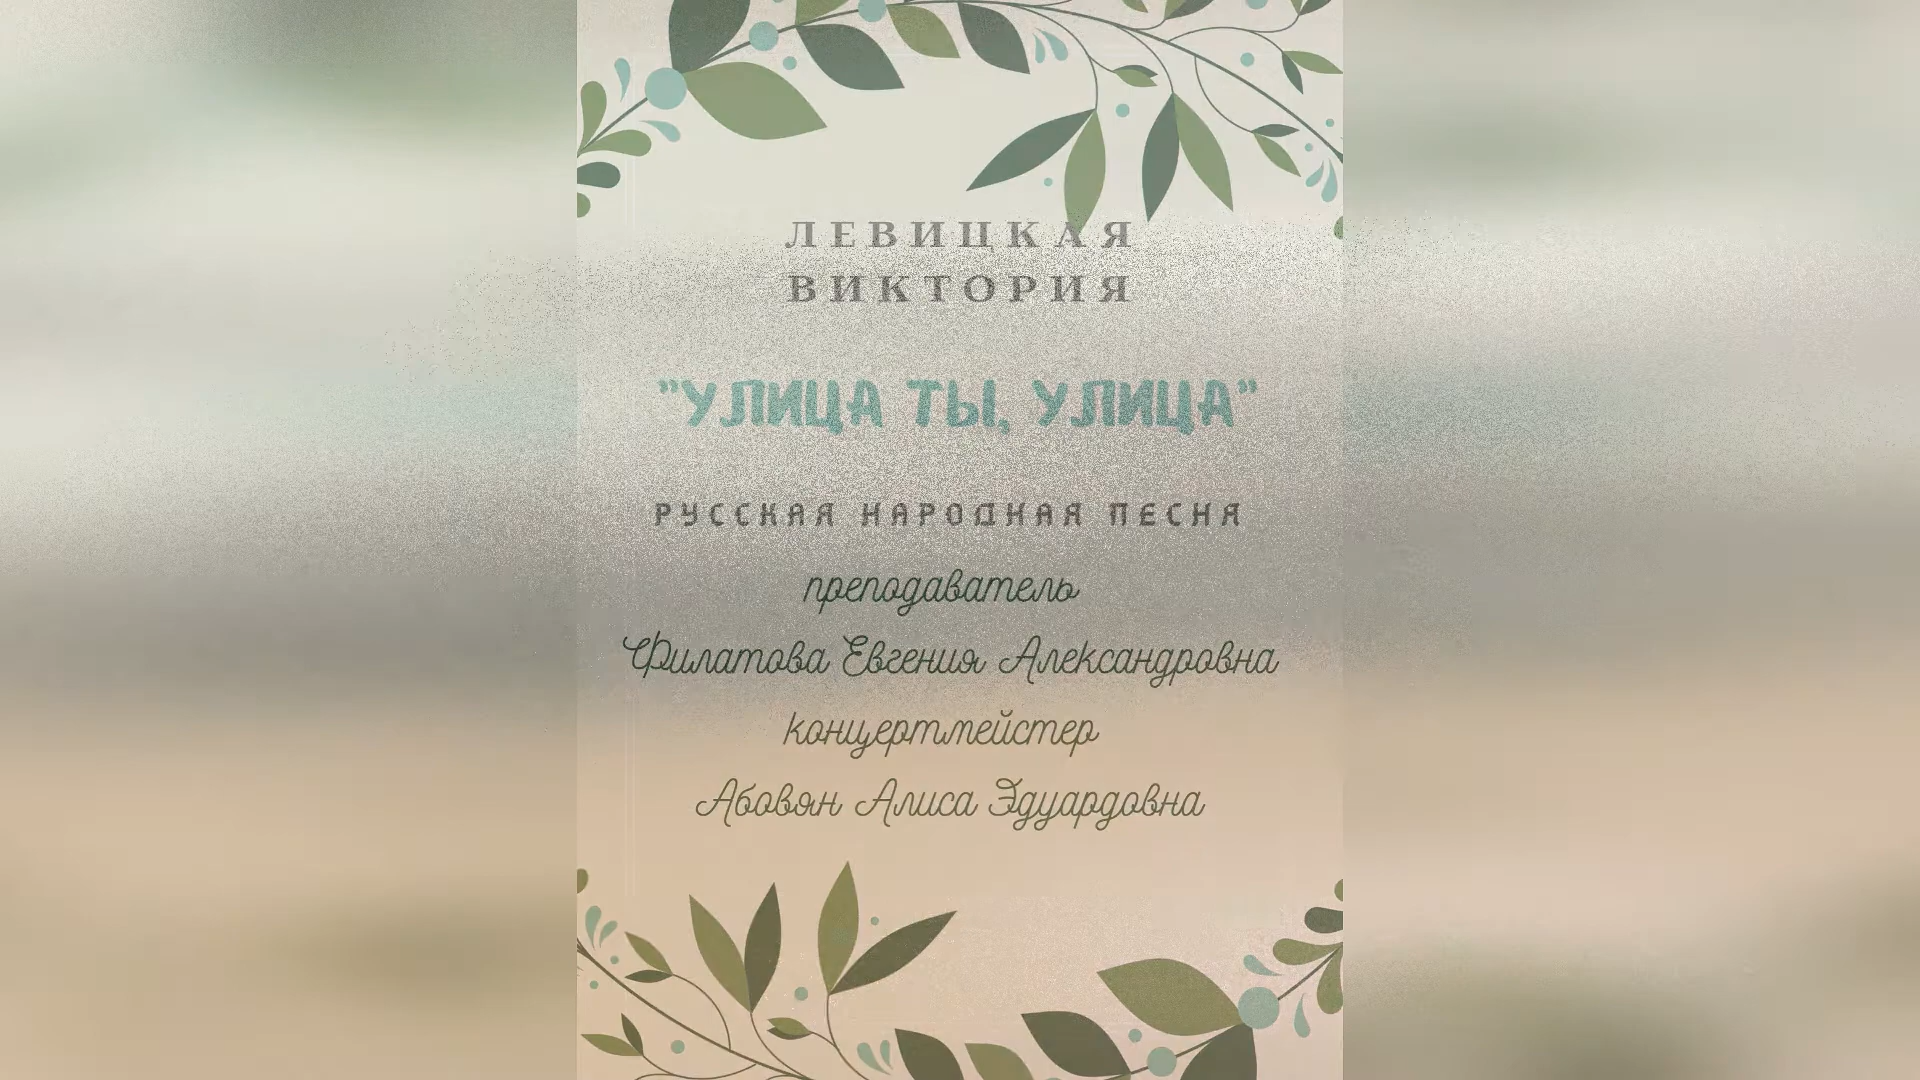 ЛЕВИЦКАЯ
ВИКТОРИЯ
"УЛИЦА ТЫ, УЛИЦА"
РУССКАЯ НАРОДНАЯ ПЕСНЯ
преподаватель
Филатова Евгения Александровна
концертмейстер
Абовян Алиса Эдуардовна